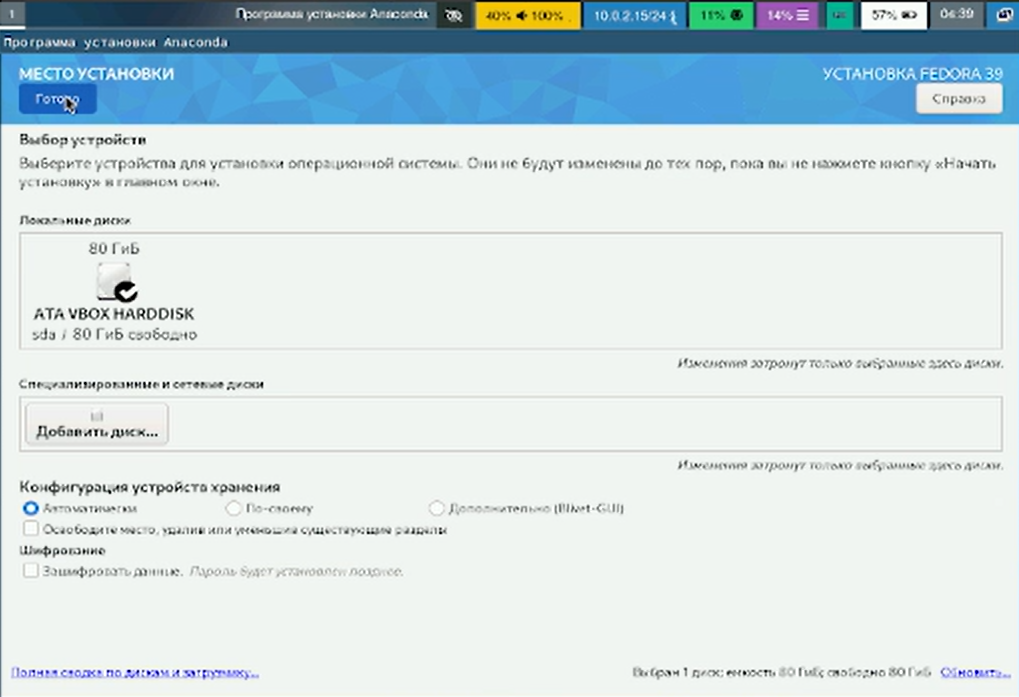 1 Программа установки Anaconda 40% 100% 10.0.2.15/24 11% 14% 57% 04:39
Программа установки Anaconda
МЕСТО УСТАНОВКИ УСТАНОВКА FEDORA 39
Готово Справка
Выбор устройств
Выберите устройства для установки операционной системы. Они не будут изменены до тех пор, пока вы не нажмете кнопку «Начать
установку» в главном окне.
Локальные диски
80 ГиБ
ATA VBOX HARDDISK
sda / 80 ГиБ свободно
Изменения затронут только выбранные здесь диски.
Специализированные и сетевые диски
Добавить диск...
Изменения затронут только выбранные здесь диски.
Конфигурация устройств хранения
Автоматически По-своему Дополнительно (Blivet-GUI)
Освободите место, удалив или уменьшив существующие разделы
Шифрование
Зашифровать данные. Пароль будет установлен позднее.
Полная сводка по дискам и загрузчику... Выбран 1 диск; емкость 80 ГиБ; свободно 80 ГиБ Обновить...